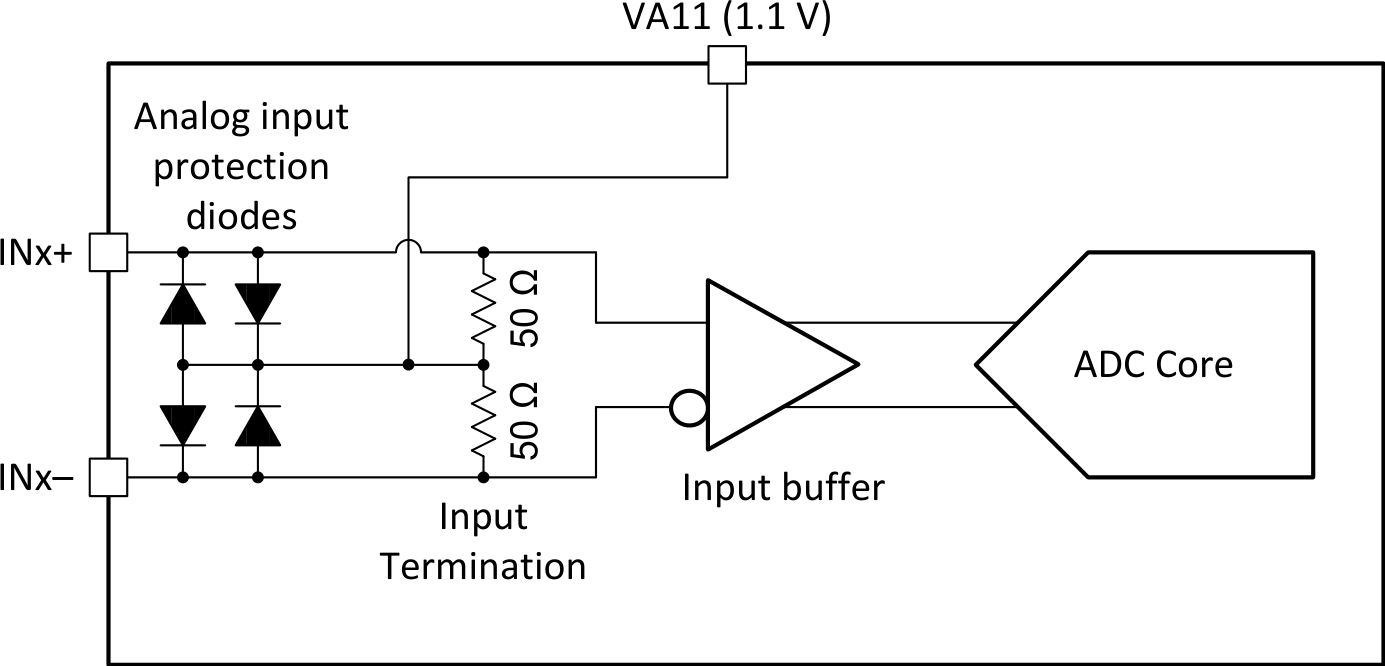 VA11 (1.1 V)
Analog input
protection
diodes
INx+
50 Ω
ADC Core
50 Ω
INx–
Input buffer
Input
Termination